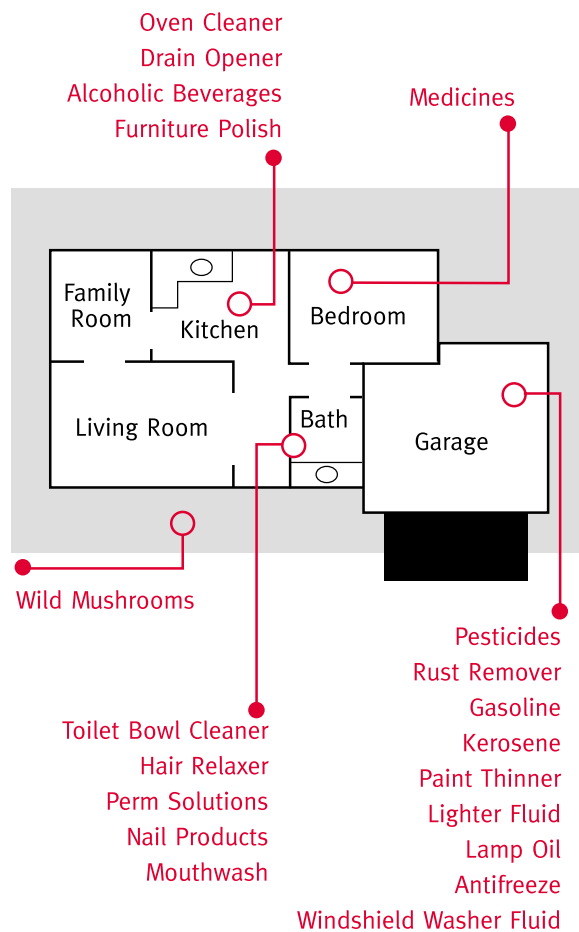 Oven Cleaner
Drain Opener
Alcoholic Beverages
Furniture Polish
Medicines
Family
Room
Kitchen
Bedroom
Living Room
Bath
Garage
Wild Mushrooms
Toilet Bowl Cleaner
Hair Relaxer
Perm Solutions
Nail Products
Mouthwash
Pesticides
Rust Remover
Gasoline
Kerosene
Paint Thinner
Lighter Fluid
Lamp Oil
Antifreeze
Windshield Washer Fluid